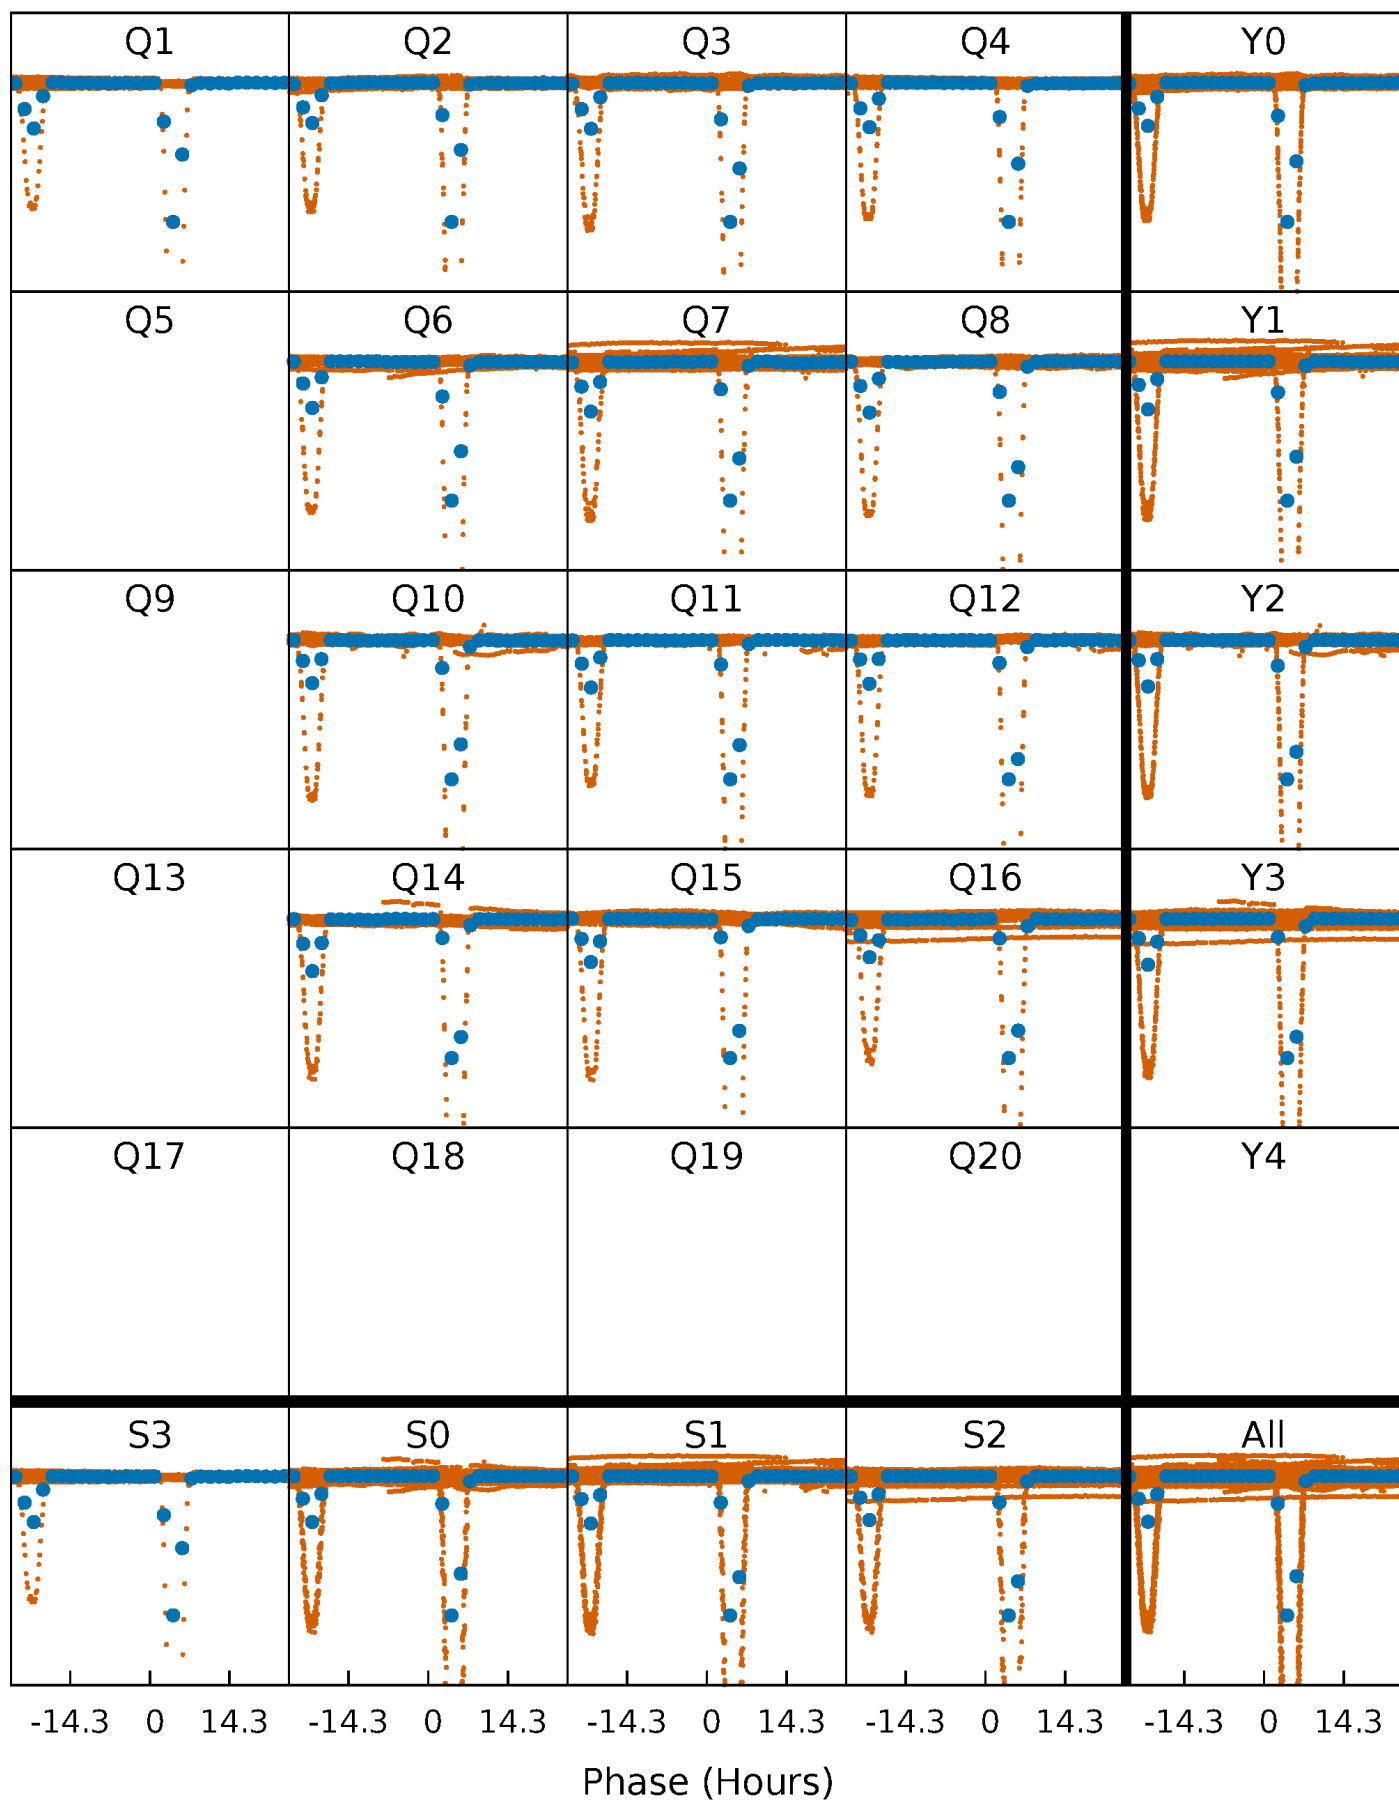 Q1 Q2 Q3 Q4 Y0
Q5 Q6 Q7 Q8 Y1
Q9 Q10 Q11 Q12 Y2
Q13 Q14 Q15 Q16 Y3
Q17 Q18 Q19 Q20 Y4
S3 S0 S1 S2 All
-14.3 0 14.3 -14.3 0 14.3 -14.3 0 14.3 -14.3 0 14.3 -14.3 0 14.3
Phase (Hours)